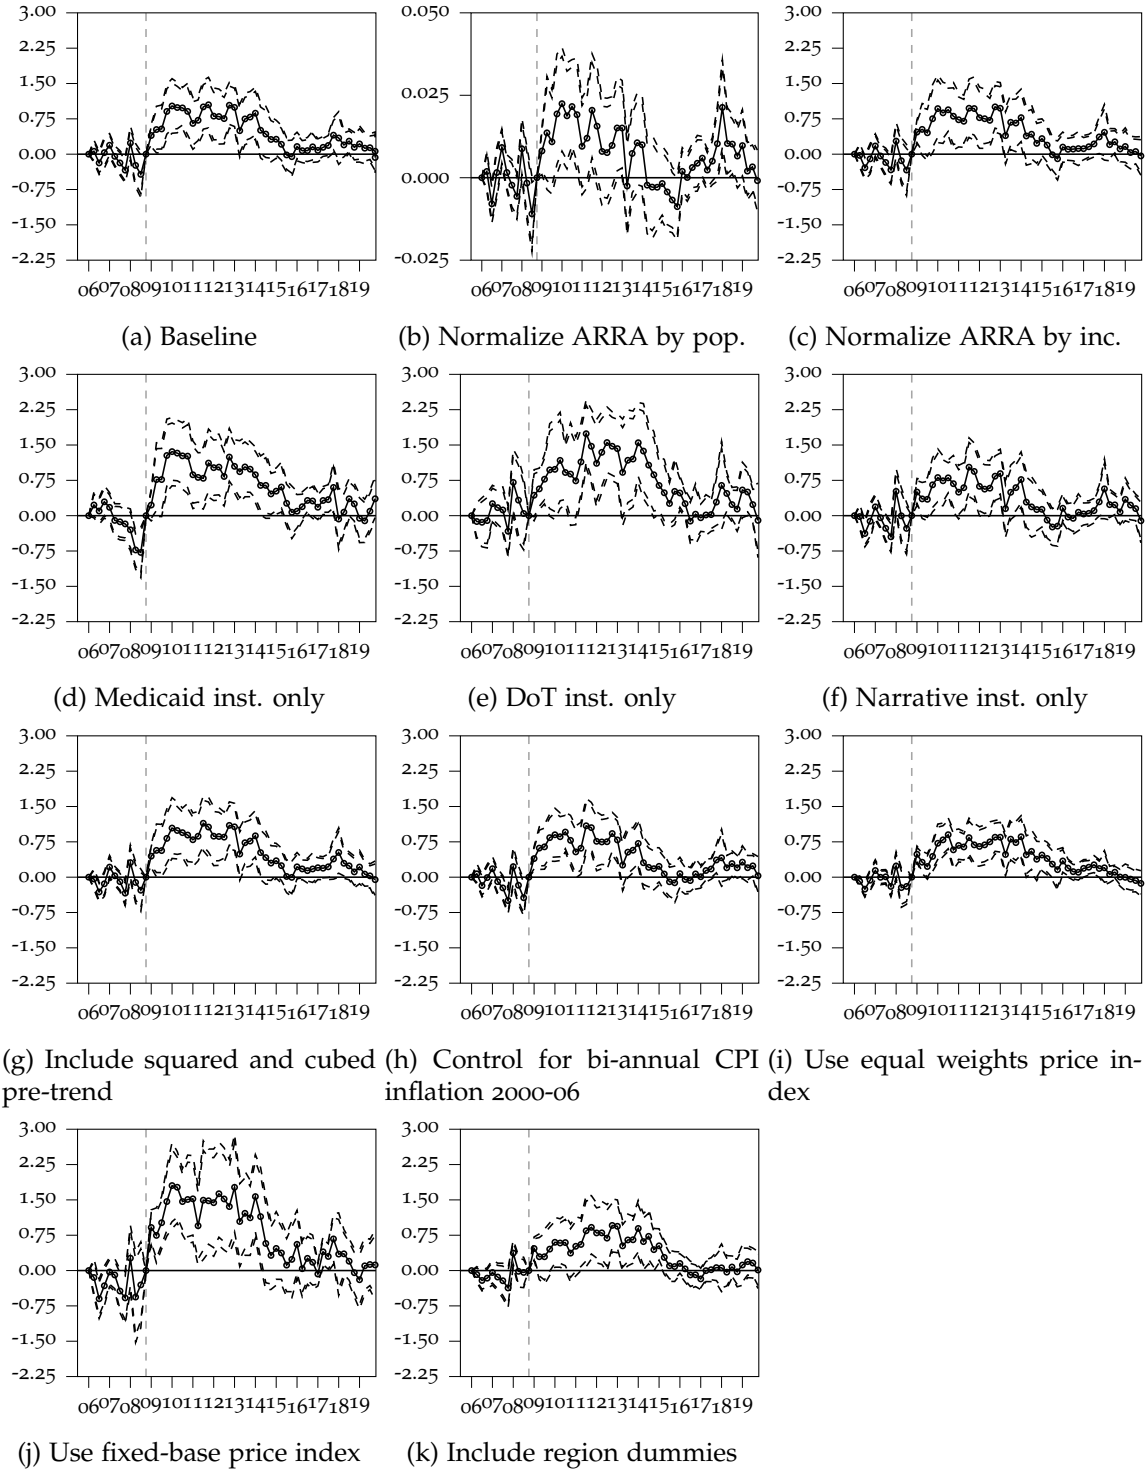 3.00 0.050 3.00
2.25 2.25
1.50 0.025 1.50
0.75 0.75
0.00 0.000 0.00
-0.75 -0.75
-1.50 -1.50
-2.25 -0.025 -2.25
0607080910111213141516171819 0607080910111213141516171819 0607080910111213141516171819
(a) Baseline (b) Normalize ARRA by pop. (c) Normalize ARRA by inc.
3.00 3.00 3.00
2.25 2.25 2.25
1.50 1.50 1.50
0.75 0.75 0.75
0.00 0.00 0.00
-0.75 -0.75 -0.75
-1.50 -1.50 -1.50
-2.25 -2.25 -2.25
0607080910111213141516171819 0607080910111213141516171819 0607080910111213141516171819
(d) Medicaid inst. only (e) DoT inst. only (f) Narrative inst. only
3.00 3.00 3.00
2.25 2.25 2.25
1.50 1.50 1.50
0.75 0.75 0.75
0.00 0.00 0.00
-0.75 -0.75 -0.75
-1.50 -1.50 -1.50
-2.25 -2.25 -2.25
0607080910111213141516171819 0607080910111213141516171819 0607080910111213141516171819
(g) Include squared and cubed (h) Control for bi-annual CPI (i) Use equal weights price in-
pre-trend inflation 2000-06 dex
3.00 3.00
2.25 2.25
1.50 1.50
0.75 0.75
0.00 0.00
-0.75 -0.75
-1.50 -1.50
-2.25 -2.25
0607080910111213141516171819 0607080910111213141516171819
(j) Use fixed-base price index (k) Include region dummies